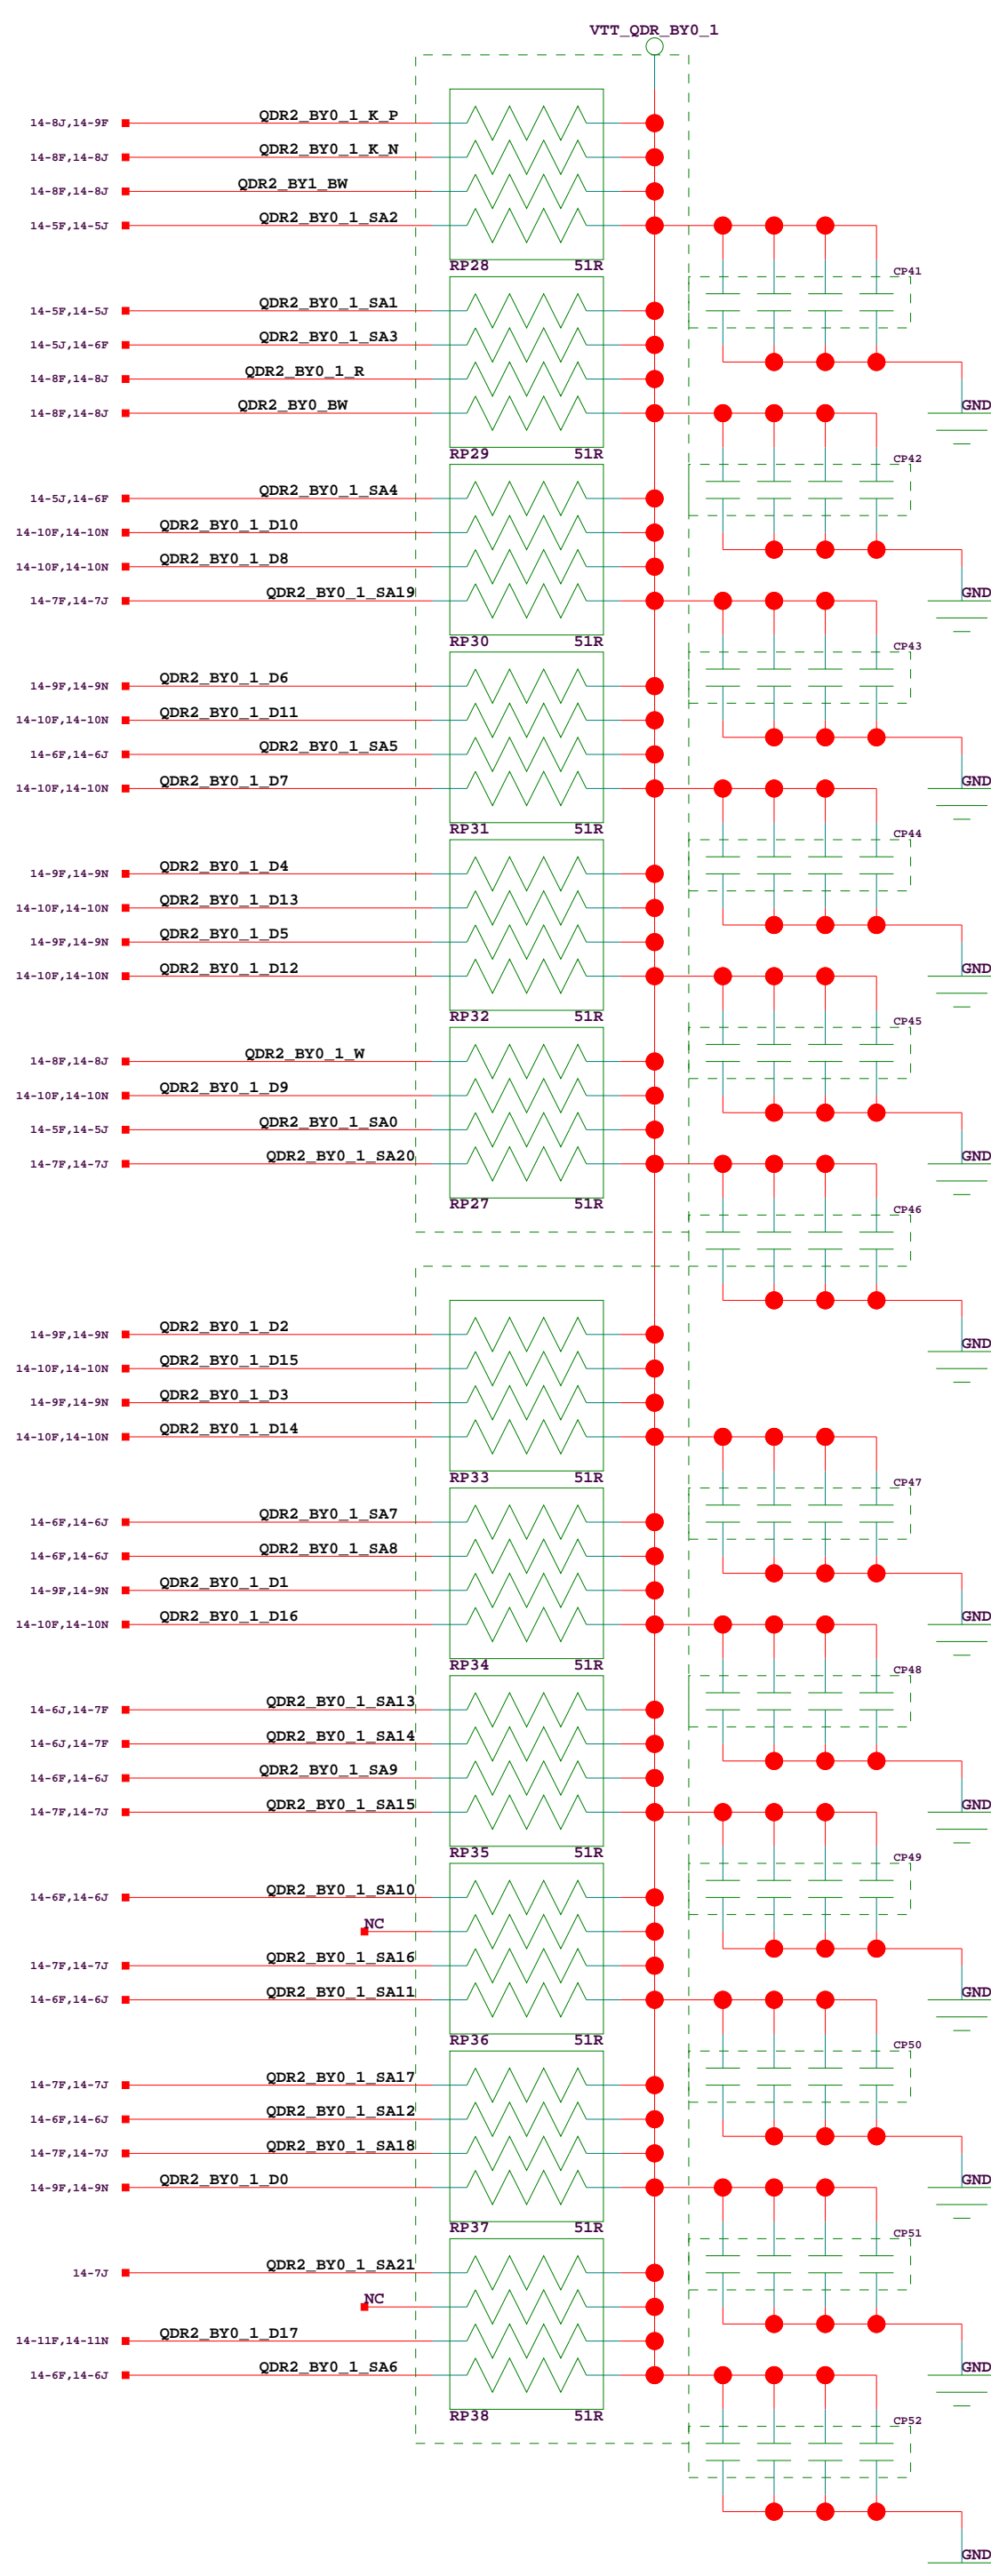 VTT_QDR_BY0_1
14-8J,14-9F QDR2_BY0_1_K_P
14-8F,14-8J QDR2_BY0_1_K_N
14-8F,14-8J QDR2_BY1_BW
14-5F,14-5J QDR2_BY0_1_SA2
RP28 51R CP41
14-5F,14-5J QDR2_BY0_1_SA1
14-5J,14-6F QDR2_BY0_1_SA3
14-8F,14-8J QDR2_BY0_1_R
14-8F,14-8J QDR2_BY0_BW GND
RP29 51R CP42
14-5J,14-6F QDR2_BY0_1_SA4
14-10F,14-10N QDR2_BY0_1_D10
14-10F,14-10N QDR2_BY0_1_D8
14-7F,14-7J QDR2_BY0_1_SA19 GND
RP30 51R CP43
14-9F,14-9N QDR2_BY0_1_D6
14-10F,14-10N QDR2_BY0_1_D11
14-6F,14-6J QDR2_BY0_1_SA5
14-10F,14-10N QDR2_BY0_1_D7 GND
RP31 51R CP44
14-9F,14-9N QDR2_BY0_1_D4
14-10F,14-10N QDR2_BY0_1_D13
14-9F,14-9N QDR2_BY0_1_D5
14-10F,14-10N QDR2_BY0_1_D12 GND
RP32 51R CP45
14-8F,14-8J QDR2_BY0_1_W
14-10F,14-10N QDR2_BY0_1_D9
14-5F,14-5J QDR2_BY0_1_SA0
14-7F,14-7J QDR2_BY0_1_SA20 GND
RP27 51R CP46
14-9F,14-9N QDR2_BY0_1_D2 GND
14-10F,14-10N QDR2_BY0_1_D15
14-9F,14-9N QDR2_BY0_1_D3
14-10F,14-10N QDR2_BY0_1_D14
RP33 51R CP47
14-6F,14-6J QDR2_BY0_1_SA7
14-6F,14-6J QDR2_BY0_1_SA8
14-9F,14-9N QDR2_BY0_1_D1
14-10F,14-10N QDR2_BY0_1_D16 GND
RP34 51R CP48
14-6J,14-7F QDR2_BY0_1_SA13
14-6J,14-7F QDR2_BY0_1_SA14
14-6F,14-6J QDR2_BY0_1_SA9
14-7F,14-7J QDR2_BY0_1_SA15 GND
RP35 51R CP49
14-6F,14-6J QDR2_BY0_1_SA10
NC
14-7F,14-7J QDR2_BY0_1_SA16
14-6F,14-6J QDR2_BY0_1_SA11 GND
RP36 51R CP50
14-7F,14-7J QDR2_BY0_1_SA17
14-6F,14-6J QDR2_BY0_1_SA12
14-7F,14-7J QDR2_BY0_1_SA18
14-9F,14-9N QDR2_BY0_1_D0 GND
RP37 51R CP51
14-7J QDR2_BY0_1_SA21
NC
14-11F,14-11N QDR2_BY0_1_D17
14-6F,14-6J QDR2_BY0_1_SA6 GND
RP38 51R CP52
GND